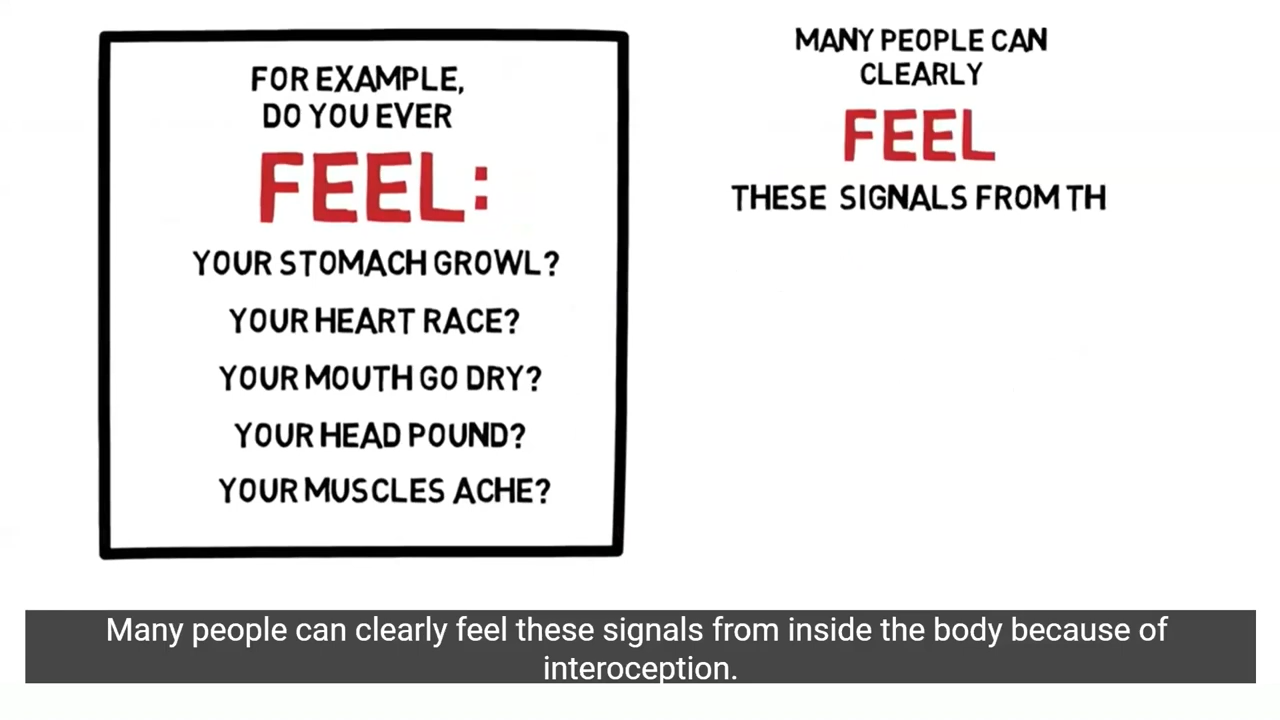 FOR EXAMPLE,
DO YOU EVER
FEEL:
YOUR STOMACH GROWL?
YOUR HEART RACE?
YOUR MOUTH GO DRY?
YOUR HEAD POUND?
YOUR MUSCLES ACHE?
MANY PEOPLE CAN
CLEARLY
FEEL
THESE SIGNALS FROM TH
Many people can clearly feel these signals from inside the body because of
interoception.